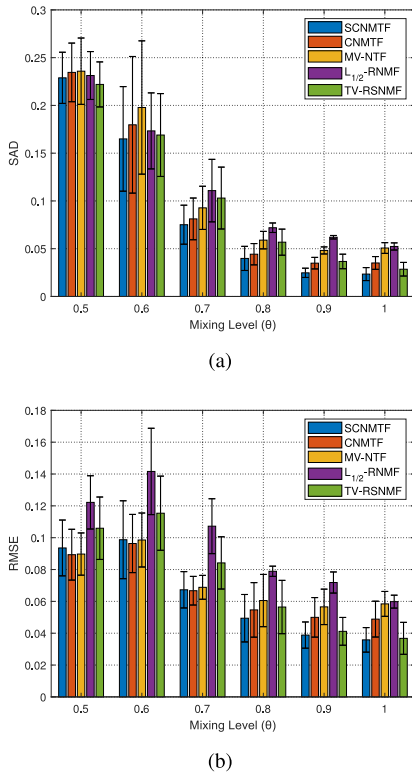 0.3
0.25
0.2
0.15
0.1
0.05
0
SAD
SCNMTF
CNMTF
MV-NTF
L1/2-RNMF
TV-RSNMF
0.5 0.6 0.7 0.8 0.9 1
Mixing Level (θ)
(a)
0.18
0.16
0.14
0.12
0.1
0.08
0.06
0.04
0.02
0
RMSE
SCNMTF
CNMTF
MV-NTF
L1/2-RNMF
TV-RSNMF
0.5 0.6 0.7 0.8 0.9 1
Mixing Level (θ)
(b)